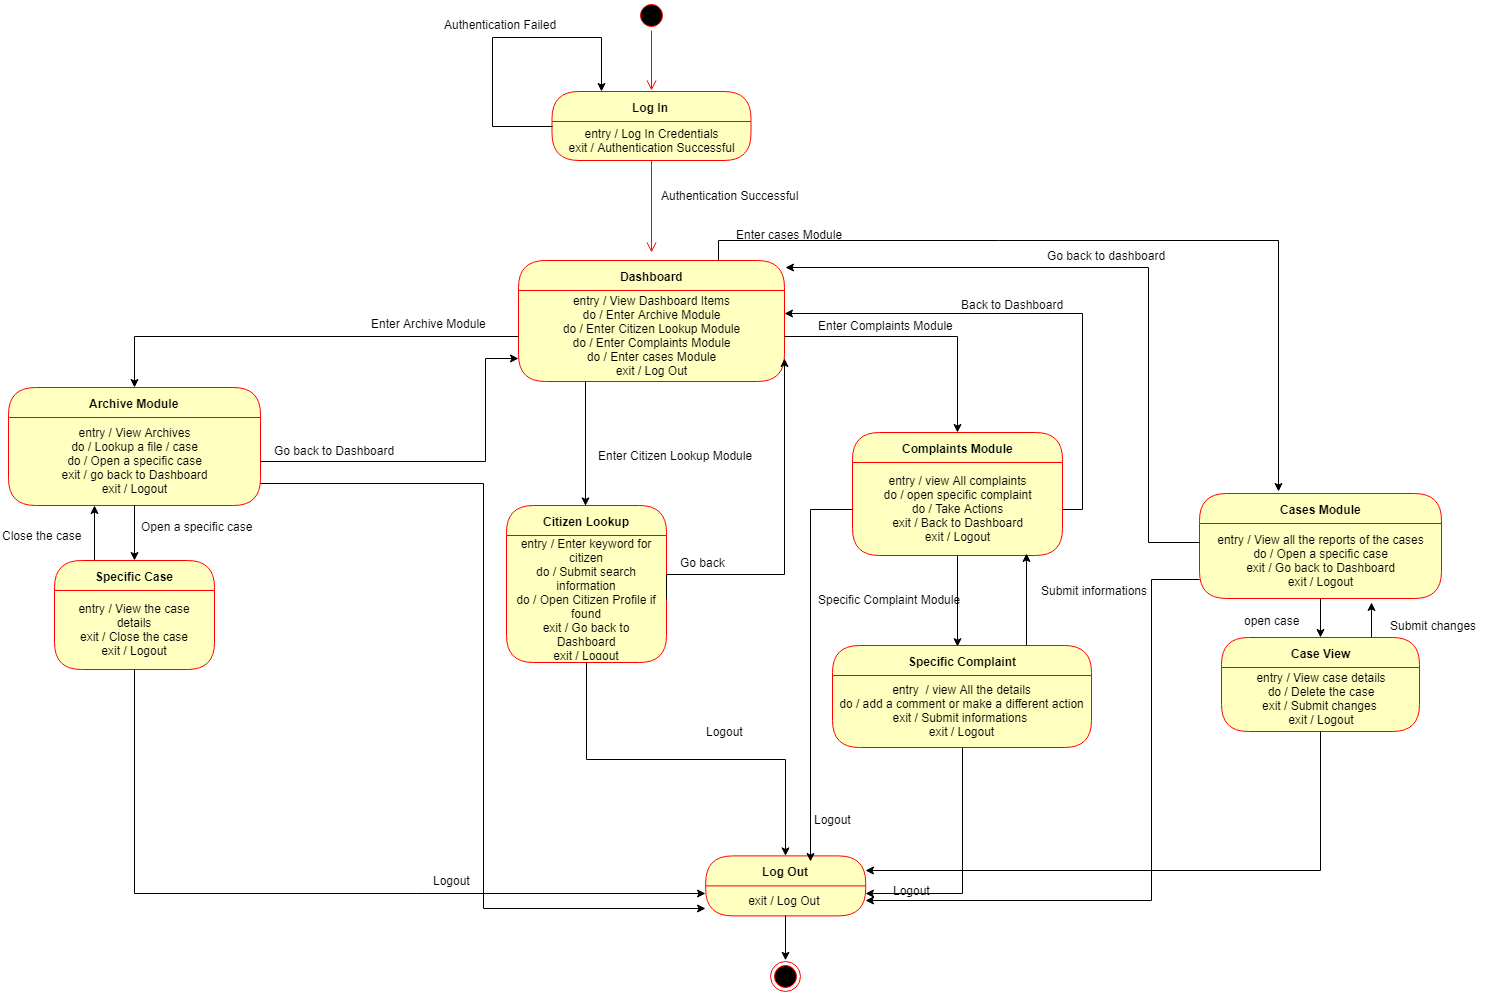 Authentication Failed
Log In
entry / Log In Credentials
exit / Authentication Successful
Authentication Successful
Enter cases Module
Go back to dashboard
Dashboard
entry / View Dashboard Items
do / Enter Archive Module
do / Enter Citizen Lookup Module
do / Enter Complaints Module
do / Enter cases Module
exit / Log Out
Back to Dashboard
Enter Archive Module
Enter Complaints Module
Archive Module
entry / View Archives
do / Lookup a file / case
do / Open a specific case
exit / go back to Dashboard
exit / Logout
Go back to Dashboard
Enter Citizen Lookup Module
Complaints Module
entry / view All complaints
do / open specific complaint
do / Take Actions
exit / Back to Dashboard
exit / Logout
Cases Module
entry / View all the reports of the cases
do / Open a specific case
exit / Go back to Dashboard
exit / Logout
Close the case
Open a specific case
Citizen Lookup
entry / Enter keyword for
citizen
do / Submit search
information
do / Open Citizen Profile if
found
exit / Go back to
Dashboard
exit / Logout
Go back
Specific Case
entry / View the case
details
exit / Close the case
exit / Logout
Specific Complaint Module
Submit informations
open case
Submit changes
Specific Complaint
entry  / view All the details
do / add a comment or make a different action
exit / Submit informations
exit / Logout
Case View
entry / View case details
do / Delete the case
exit / Submit changes
exit / Logout
Logout
Logout
Logout
Logout
Log Out
exit / Log Out